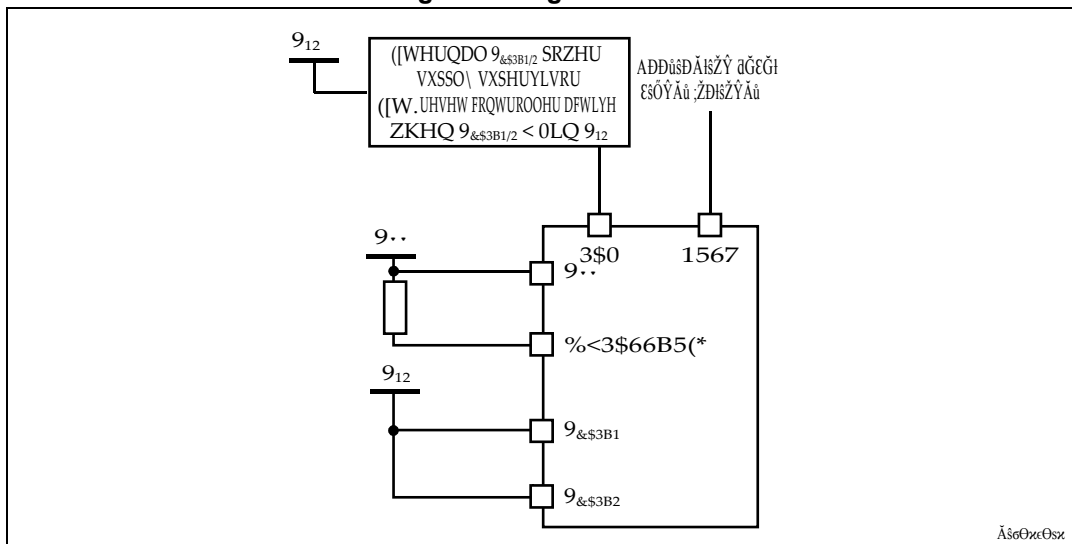 9₁₂
([WHUQDO 9&$3B1/2 SRZHU
VXSSO\ VXSHUYLVRU
([W.UHVHW FRQWUROOHU DFWLYH
ZKHQ 9&$3B1/2 < 0LQ 9₁₂
3$0
1567
9··
9··
%<3$66B5(*
9₁₂
9&$3B1
9&$3B2